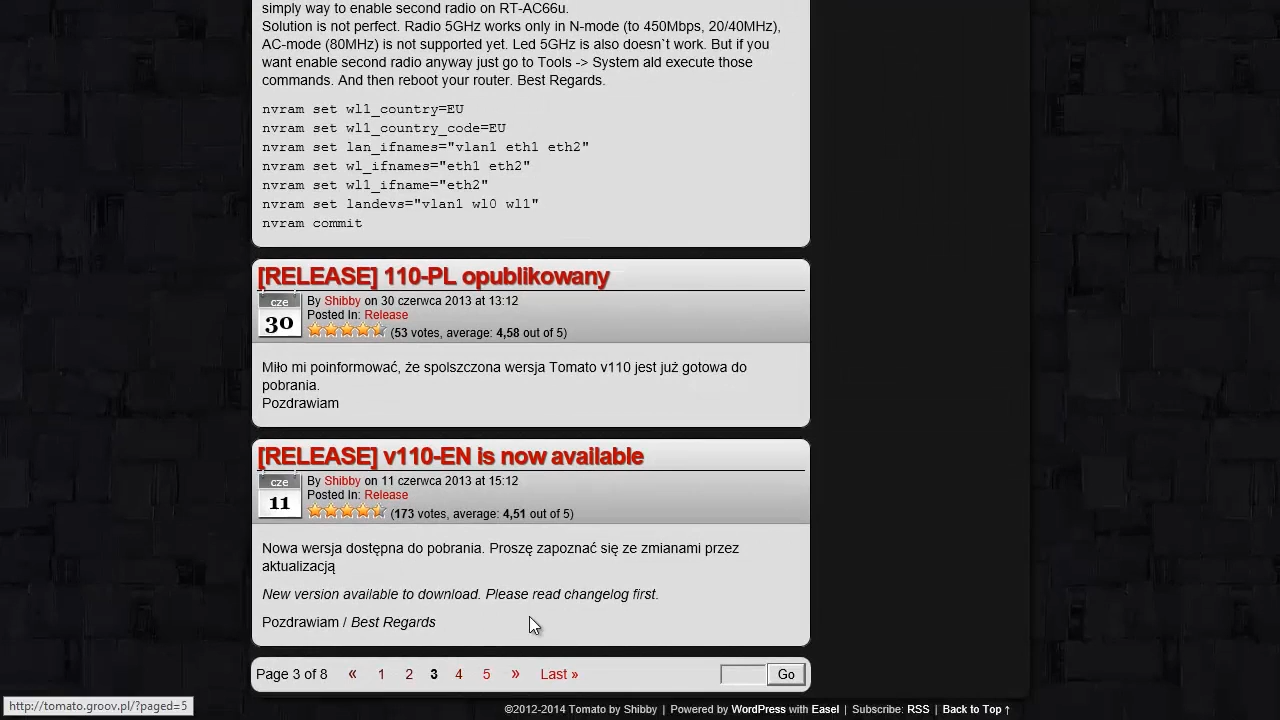 simply way to enable second radio on RT-AC66u.
Solution is not perfect. Radio 5GHz works only in N-mode (to 450Mbps, 20/40MHz),
AC-mode (80MHz) is not supported yet. Led 5GHz is also doesn`t work. But if you
want enable second radio anyway just go to Tools -> System ald execute those
commands. And then reboot your router. Best Regards.
nvram set wl1_country=EU
nvram set wl1_country_code=EU
nvram set lan_ifnames="vlan1 eth1 eth2"
nvram set wl_ifnames="eth1 eth2"
nvram set wl1_ifname="eth2"
nvram set landevs="vlan1 wl0 wl1"
nvram commit
[RELEASE] 110-PL opublikowany
cze
30
By Shibby on 30 czerwca 2013 at 13:12
Posted In: Release
(53 votes, average: 4,58 out of 5)
Miło mi poinformować, że spolszczona wersja Tomato v110 jest już gotowa do
pobrania.
Pozdrawiam
[RELEASE] v110-EN is now available
cze
11
By Shibby on 11 czerwca 2013 at 15:12
Posted In: Release
(173 votes, average: 4,51 out of 5)
Nowa wersja dostępna do pobrania. Proszę zapoznać się ze zmianami przez
aktualizacją
New version available to download. Please read changelog first.
Pozdrawiam / Best Regards
Page 3 of 8 « 1 2 3 4 5 » Last » Go
http://tomato.groov.pl/?paged=5
©2012-2014 Tomato by Shibby | Powered by WordPress with Easel | Subscribe: RSS | Back to Top ↑